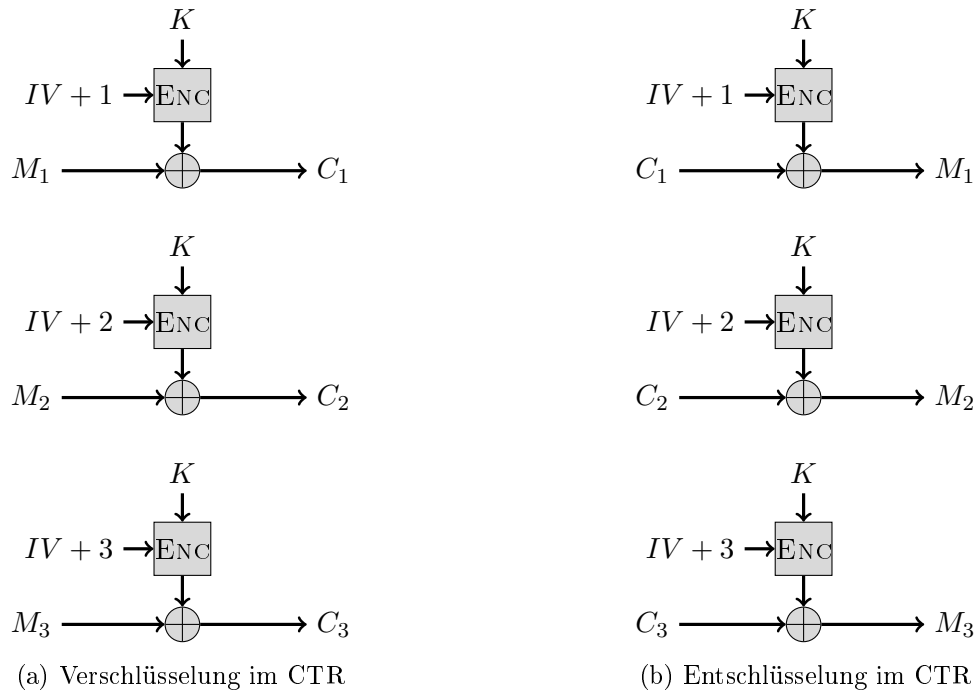 K K
IV + 1 ENC IV + 1 ENC
M₁ C₁ C₁ M₁
K K
IV + 2 ENC IV + 2 ENC
M₂ C₂ C₂ M₂
K K
IV + 3 ENC IV + 3 ENC
M₃ C₃ C₃ M₃
(a) Verschlüsselung im CTR (b) Entschlüsselung im CTR